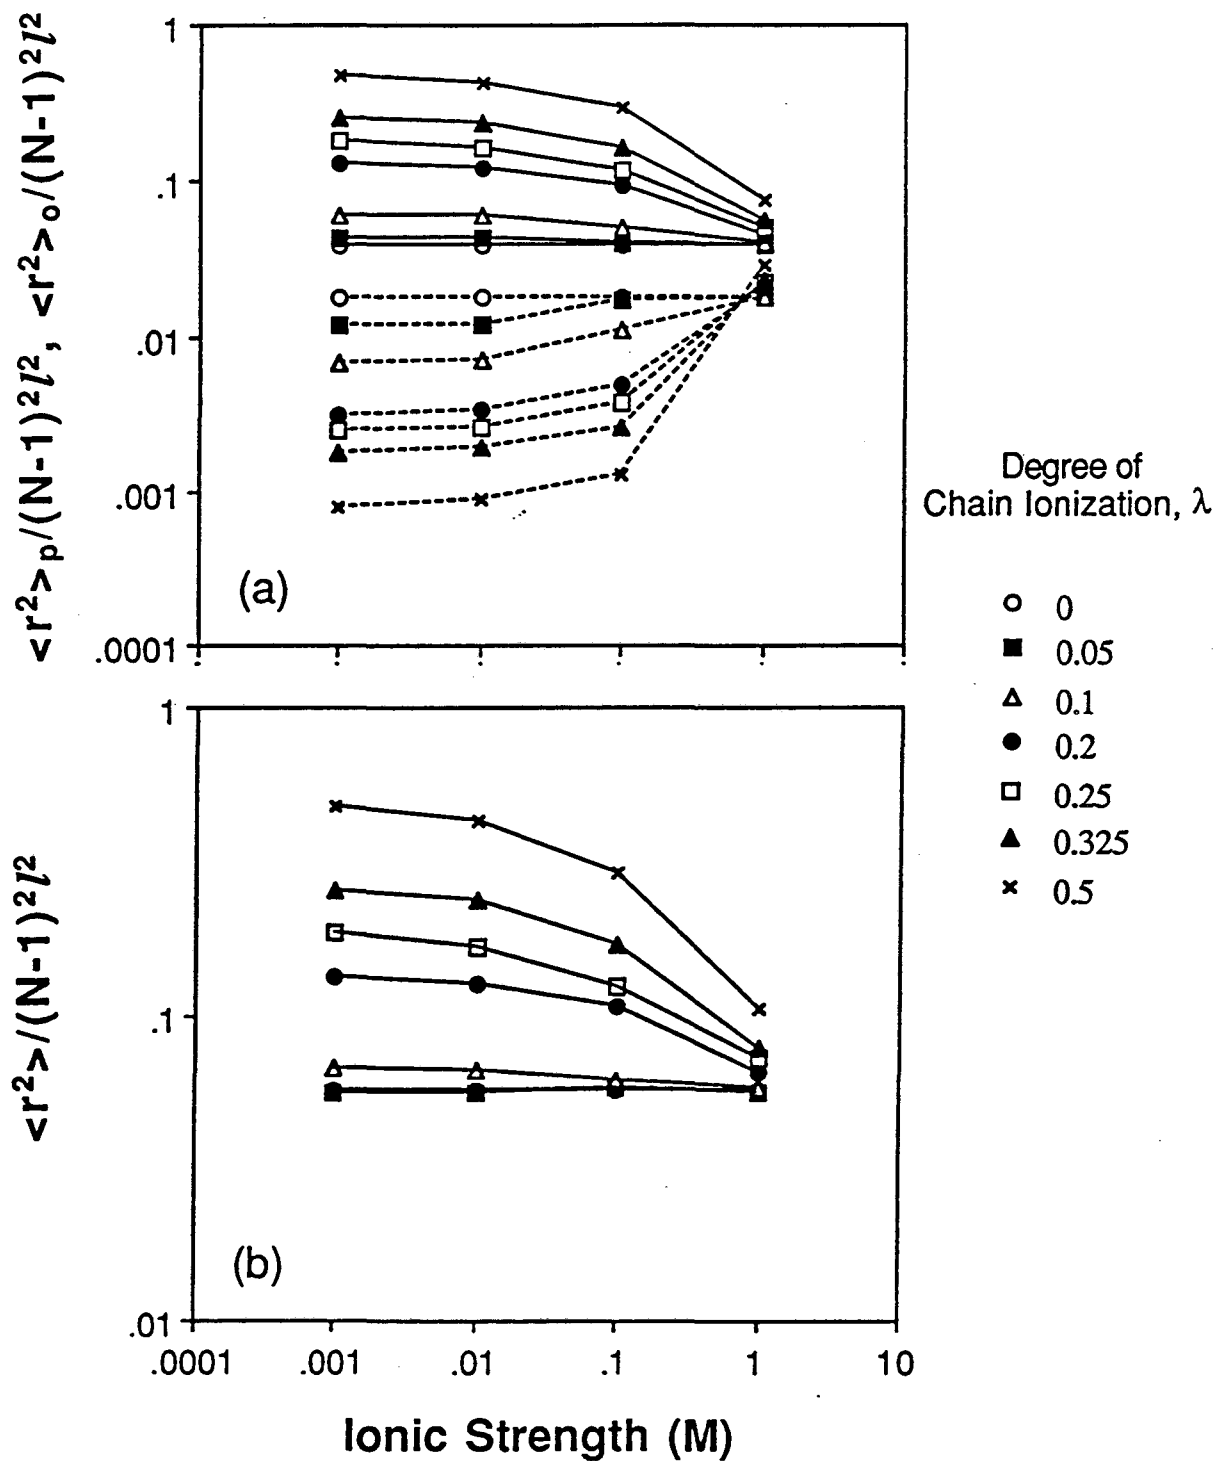 <r²>ₚ/(N-1)²l², <r²>ₒ/(N-1)²l²
1
.1
.01
.001
.0001
(a)
Degree of
Chain Ionization, λ
0
0.05
0.1
0.2
0.25
0.325
0.5
<r²>/(N-1)²l²
1
.1
.01
(b)
.0001 .001 .01 .1 1 10
Ionic Strength (M)